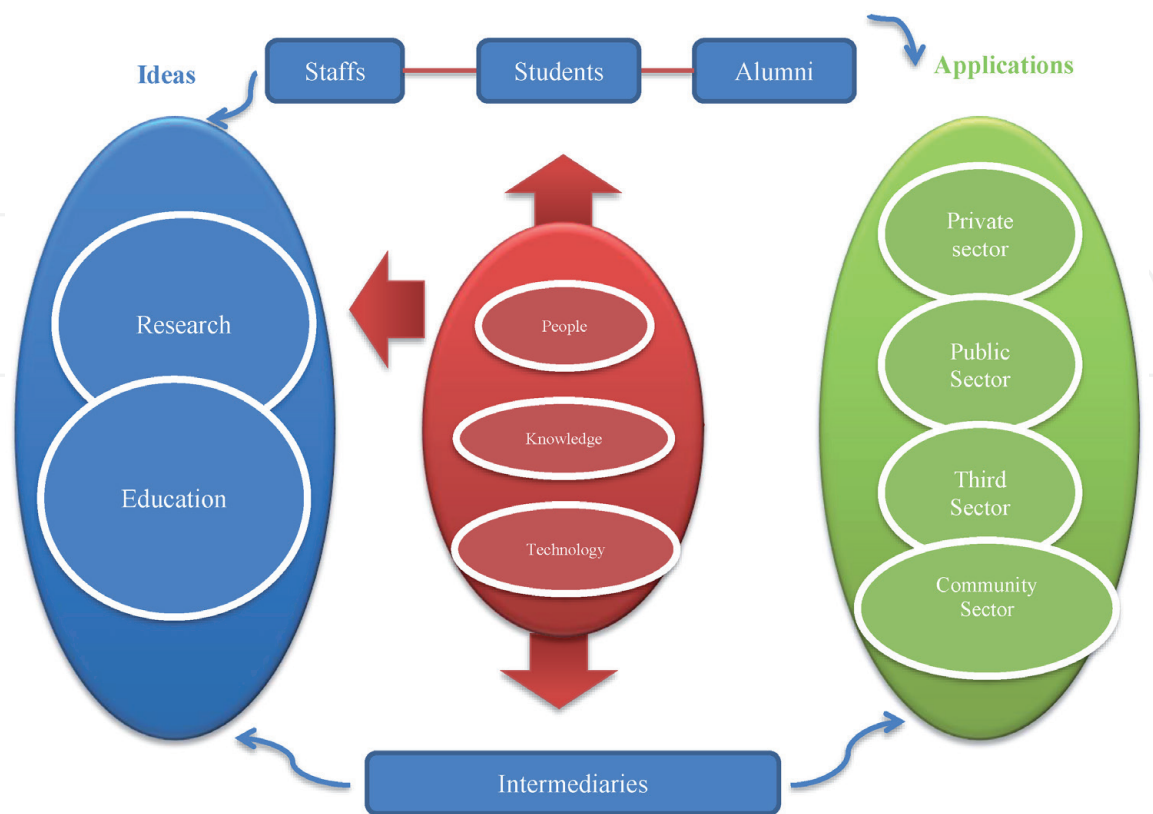 Ideas
Staffs
Students
Alumni
Applications
Research
Education
People
Knowledge
Technology
Private
sector
Public
Sector
Third
Sector
Community
Sector
Intermediaries